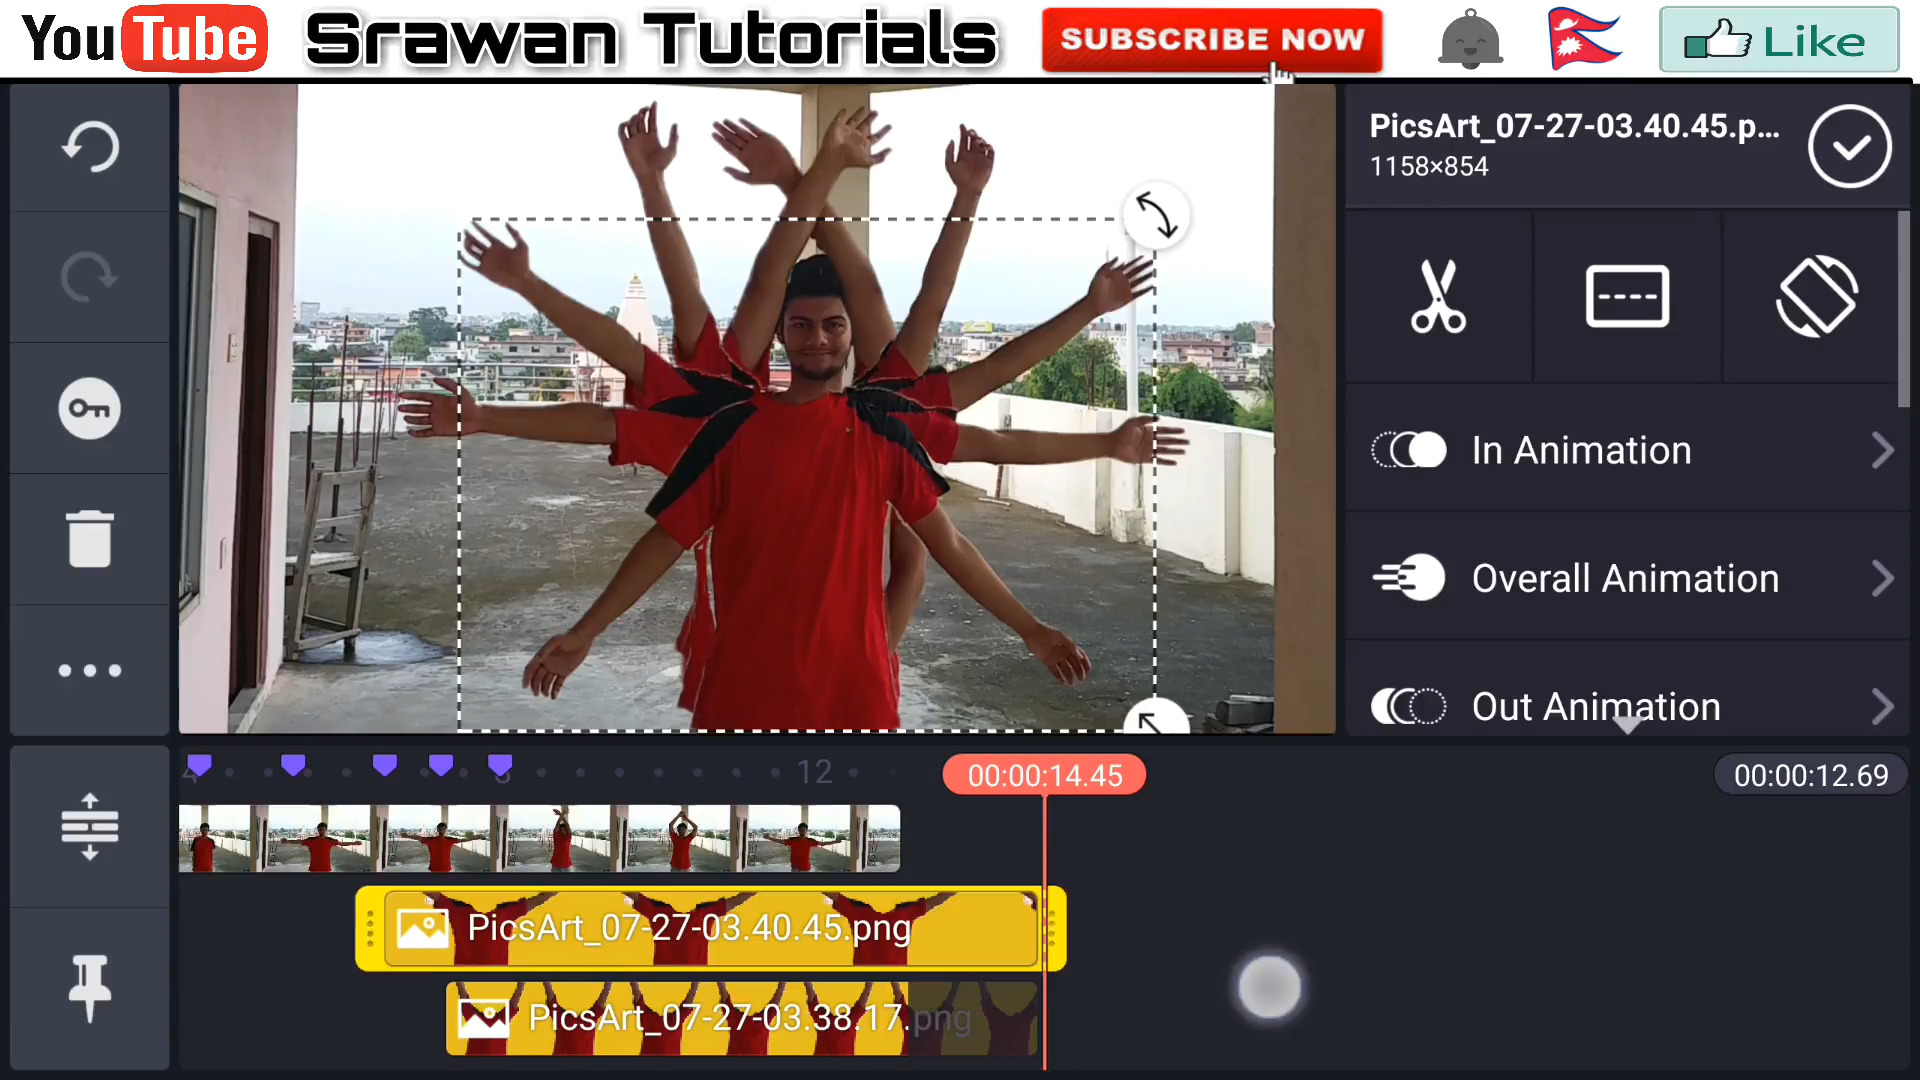 YouTube Srawan Tutorials SUBSCRIBE NOW Like
PicsArt_07-27-03.40.45.p...
1158×854
In Animation
Overall Animation
Out Animation
4 8 12 00:00:14.45 00:00:12.69
PicsArt_07-27-03.40.45.png
PicsArt_07-27-03.38.17.png